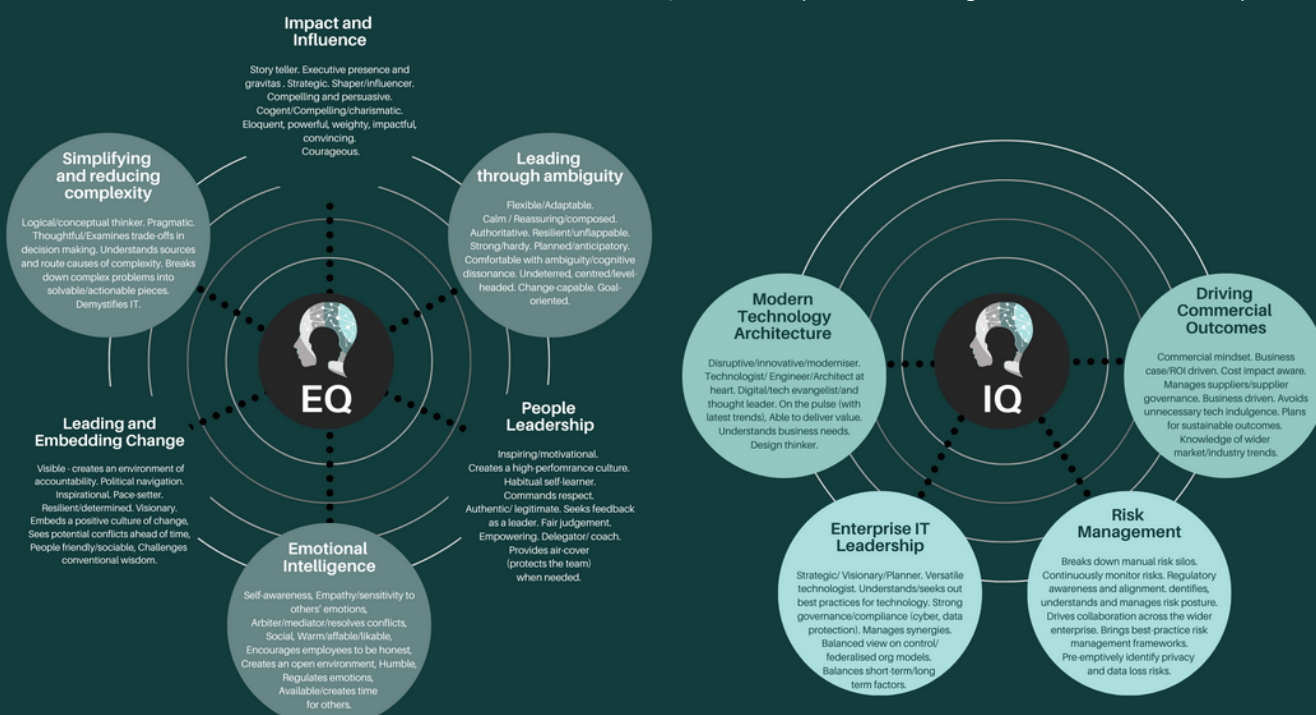 Impact and
Influence
Story teller. Executive presence and
gravitas . Strategic. Shaper/influencer.
Compelling and persuasive.
Cogent/Compelling/charismatic.
Eloquent, powerful, weighty, impactful,
convincing.
Courageous.
Simplifying
and reducing
complexity
Logical/conceptual thinker. Pragmatic.
Thoughtful/Examines trade-offs in
decision making. Understands sources
and route causes of complexity. Breaks
down complex problems into
solvable/actionable pieces.
Demystifies IT.
Leading
through ambiguity
Flexible/Adaptable.
Calm / Reassuring/composed.
Authoritative. Resilient/unflappable.
Strong/hardy. Planned/anticipatory.
Comfortable with ambiguity/cognitive
dissonance. Undeterred, centred/level-
headed. Change-capable. Goal-
oriented.
EQ
Leading and
Embedding Change
Visible - creates an environment of
accountability. Political navigation.
Inspirational. Pace-setter.
Resilient/determined. Visionary.
Embeds a positive culture of change,
Sees potential conflicts ahead of time,
People friendly/sociable, Challenges
conventional wisdom.
People
Leadership
Inspiring/motivational.
Creates a high-perfomrance culture.
Habitual self-learner.
Commands respect.
Authentic/ legitimate. Seeks feedback
as a leader. Fair judgement.
Empowering. Delegator/ coach.
Provides air-cover
(protects the team)
when needed.
Emotional
Intelligence
Self-awareness, Empathy/sensitivity to
others' emotions,
Arbiter/mediator/resolves conflicts,
Social, Warm/affable/likable,
Encourages employees to be honest,
Creates an open environment, Humble,
Regulates emotions,
Available/creates time
for others.
Modern
Technology
Architecture
Disruptive/innovative/moderniser.
Technologist/ Engineer/Architect at
heart. Digital/tech evangelist/and
thought leader. On the pulse (with
latest trends), Able to deliver value.
Understands business needs.
Design thinker.
IQ
Driving
Commercial
Outcomes
Commercial mindset. Business
case/ROI driven. Cost impact aware.
Manages suppliers/supplier
governance. Business driven. Avoids
unnecessary tech indulgence. Plans
for sustainable outcomes.
Knowledge of wider
market/industry trends.
Enterprise IT
Leadership
Strategic/ Visionary/Planner. Versatile
technologist. Understands/seeks out
best practices for technology. Strong
governance/compliance (cyber, data
protection). Manages synergies.
Balanced view on control/
federalised org models.
Balances short-term/long
term factors.
Risk
Management
Breaks down manual risk silos.
Continuously monitor risks. Regulatory
awareness and alignment. dentifies,
understands and manages risk posture.
Drives collaboration across the wider
enterprise. Brings best-practice risk
management frameworks.
Pre-emptively identify privacy
and data loss risks.